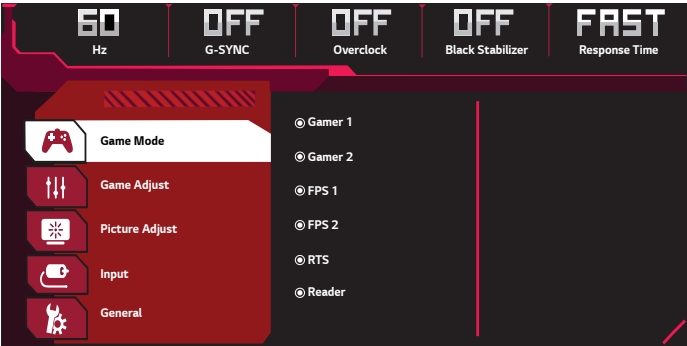 60 OFF OFF OFF FAST
Hz G-SYNC Overclock Black Stabilizer Response Time
Game Mode
Game Adjust
Picture Adjust
Input
General
Gamer 1
Gamer 2
FPS 1
FPS 2
RTS
Reader